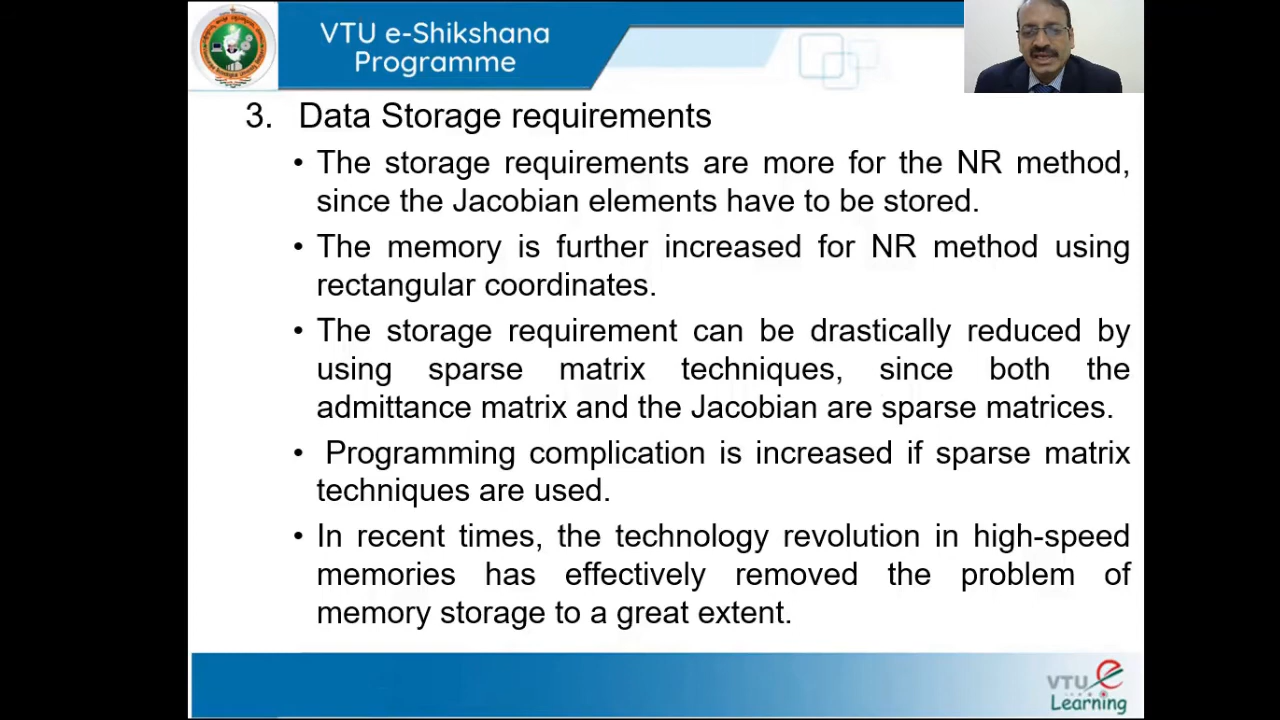 VTU e-Shikshana
Programme
3. Data Storage requirements
• The storage requirements are more for the NR method,
since the Jacobian elements have to be stored.
• The memory is further increased for NR method using
rectangular coordinates.
• The storage requirement can be drastically reduced by
using sparse matrix techniques, since both the
admittance matrix and the Jacobian are sparse matrices.
• Programming complication is increased if sparse matrix
techniques are used.
• In recent times, the technology revolution in high-speed
memories has effectively removed the problem of
memory storage to a great extent.
VTU e
Learning